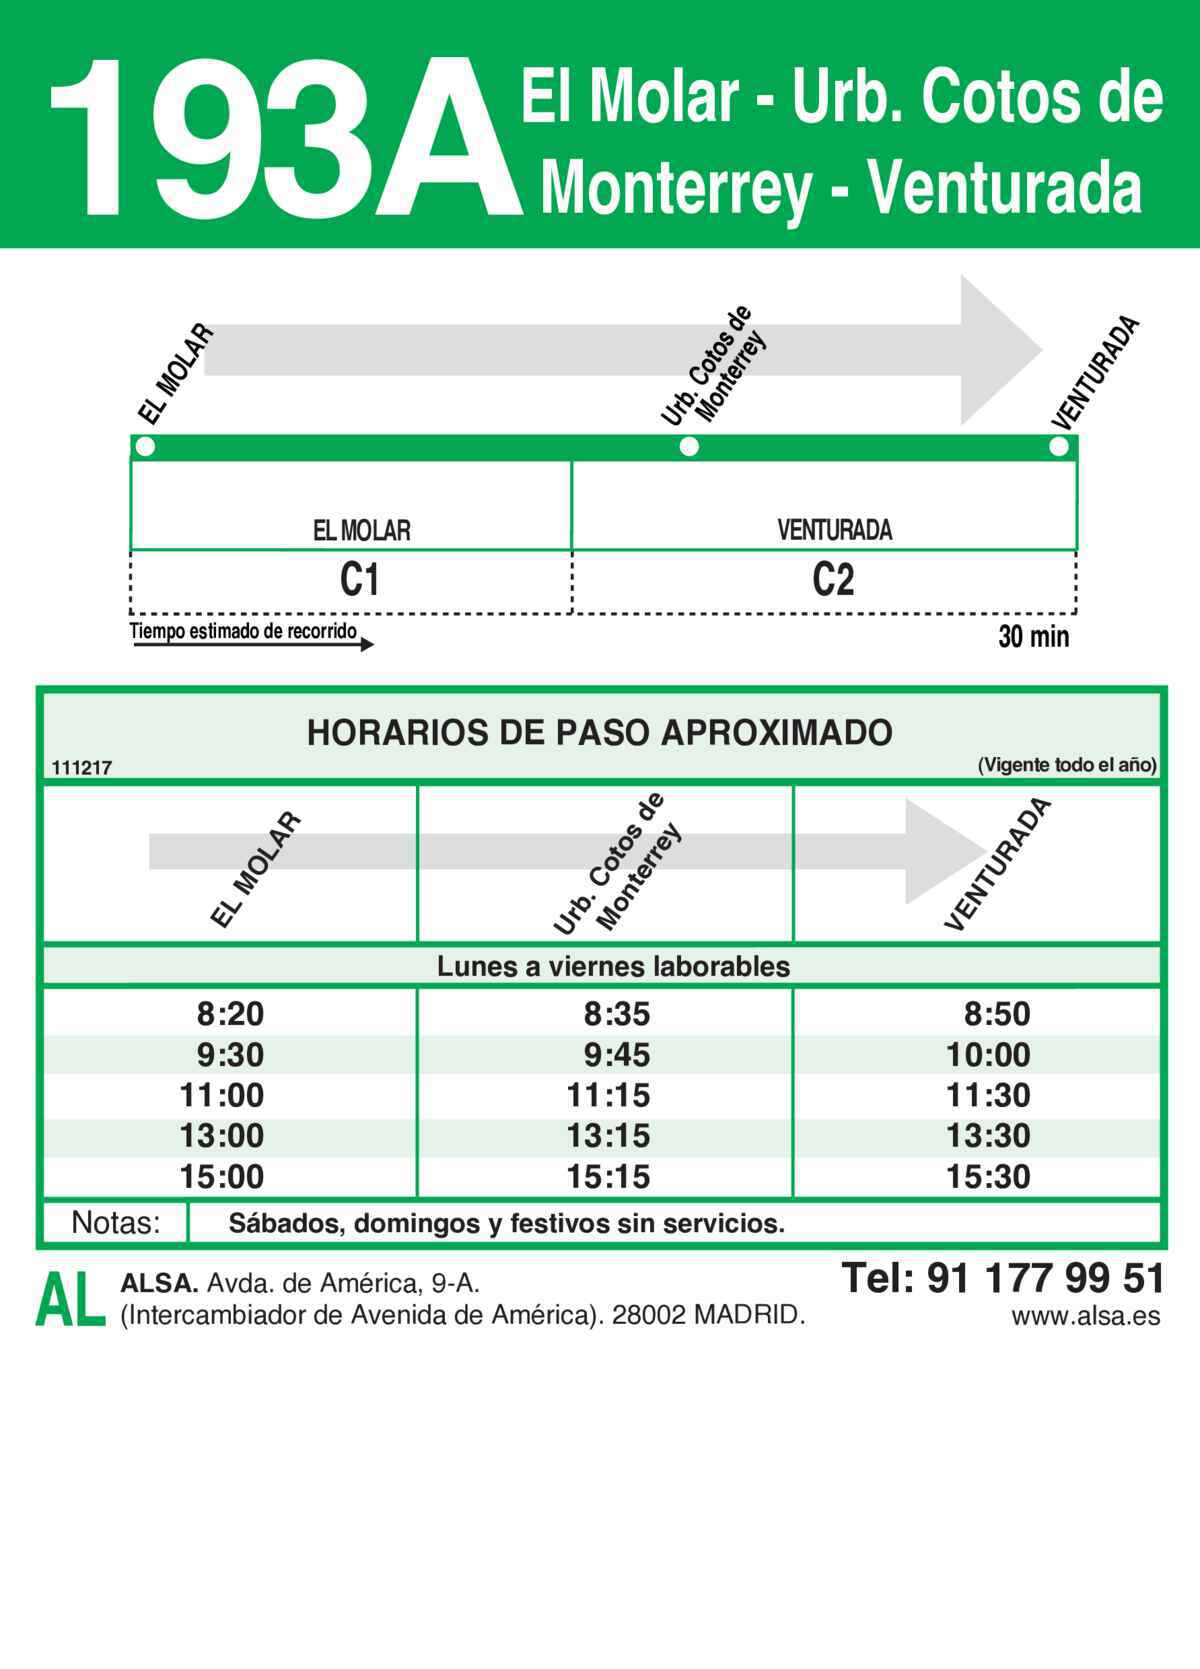 193A
El Molar - Urb. Cotos de
Monterrey - Venturada
EL MOLAR
Urb. Cotos de
Monterrey
VENTURADA
EL MOLAR
VENTURADA
C1
C2
Tiempo estimado de recorrido
30 min
HORARIOS DE PASO APROXIMADO
111217
(Vigente todo el año)
EL MOLAR
Urb. Cotos de
Monterrey
VENTURADA
Lunes a viernes laborables
8:20 8:35 8:50
9:30 9:45 10:00
11:00 11:15 11:30
13:00 13:15 13:30
15:00 15:15 15:30
Notas: Sábados, domingos y festivos sin servicios.
AL
ALSA. Avda. de América, 9-A.
(Intercambiador de Avenida de América). 28002 MADRID.
Tel: 91 177 99 51
www.alsa.es